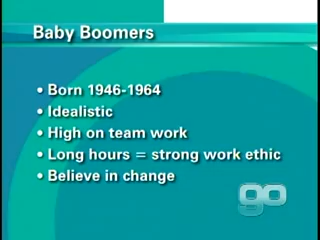 Baby Boomers
• Born 1946-1964
• Idealistic
• High on team work
• Long hours = strong work ethic
• Believe in change
go